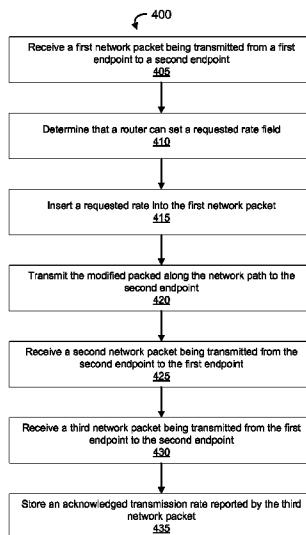 400
Receive a first network packet being transmitted from a first
endpoint to a second endpoint
405
Determine that a router can set a requested rate field
410
Insert a requested rate Into the first network packet
415
Transmit the modified packed along the network path to the
second endpoint
420
Receive a second network packet being transmitted from the
second endpoint to the first endpoint
425
Receive a third network packet being transmitted from the first
endpoint to the second endpoint
430
Store an acknowledged transmission rate reported by the third
network packet
435